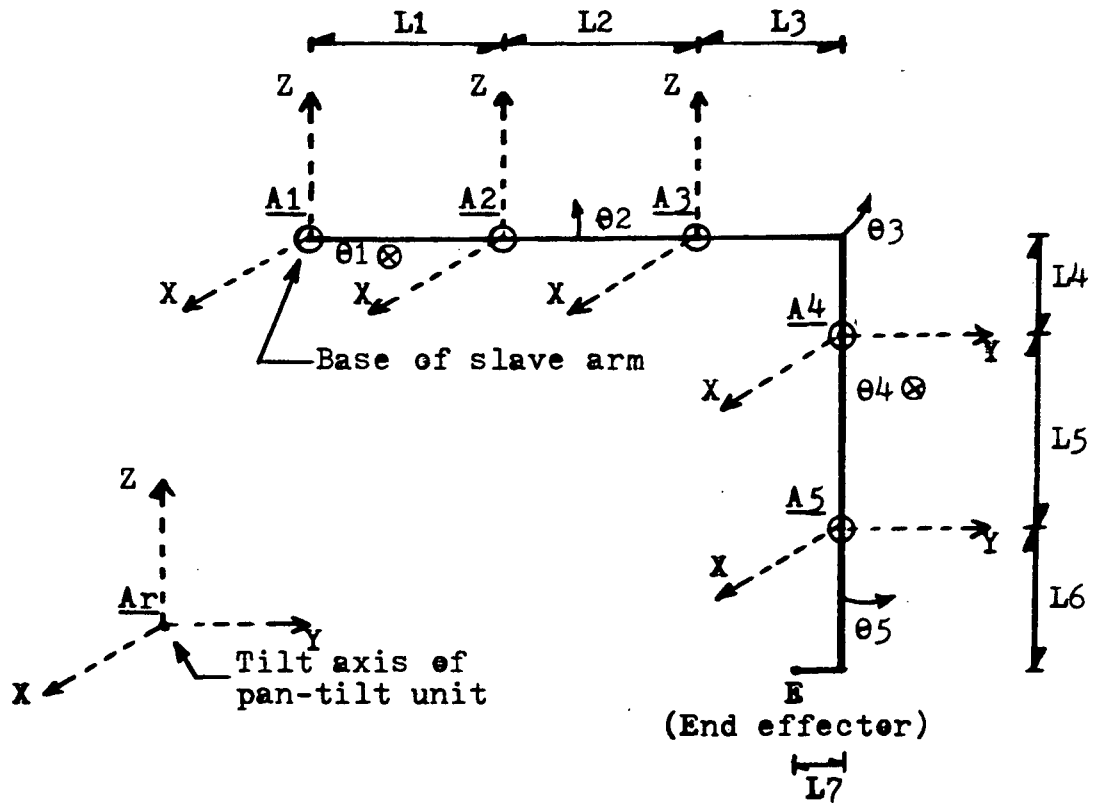 L1 L2 L3
Z Z Z
A1 A2 A3
θ1 ⊗ θ2 θ3
X X X
L4
A4
Base of slave arm
Y
X
θ4 ⊗
L5
Z
A5
Y
X
Ar
L6
Y
θ5
Tilt axis of
pan-tilt unit
X
E
(End effector)
L7